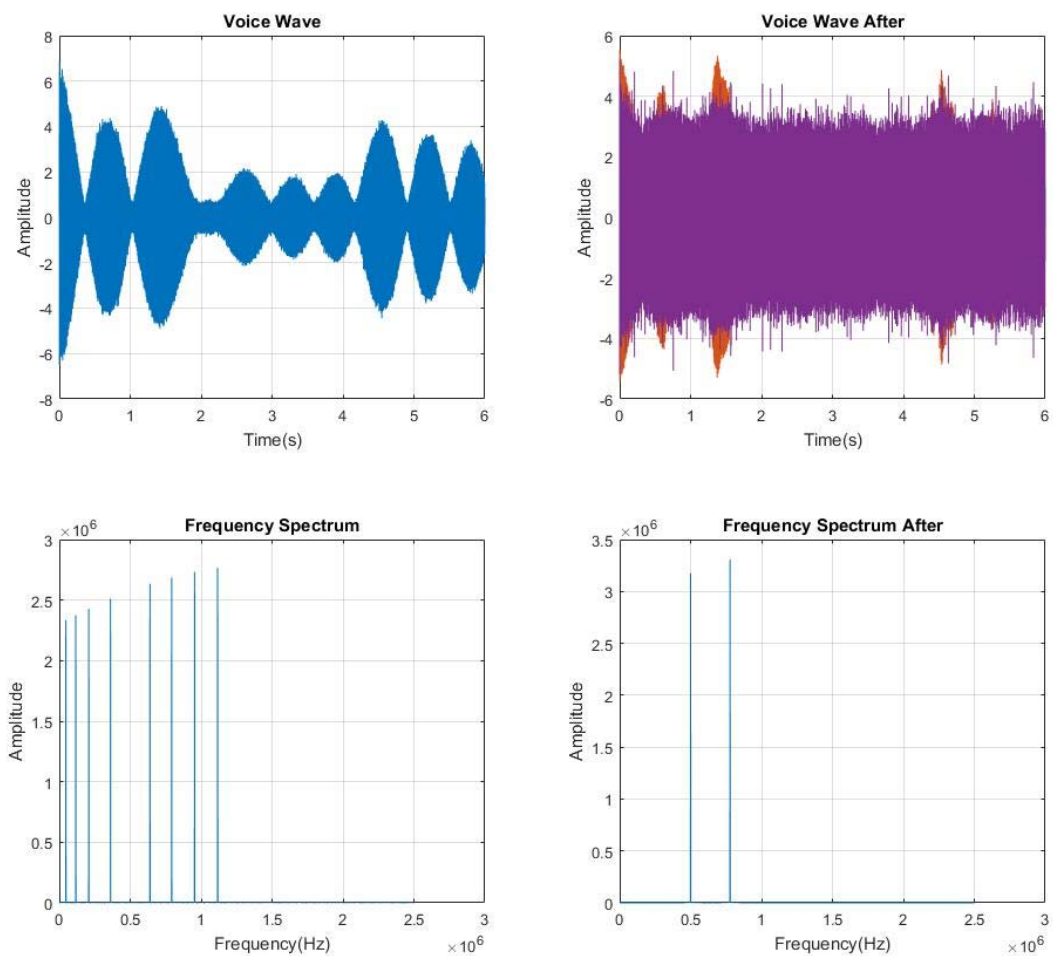 Voice Wave
8
6
4
2
0
-2
-4
-6
-8
Amplitude
0 1 2 3 4 5 6
Time(s)
Voice Wave After
6
4
2
0
-2
-4
-6
Amplitude
0 1 2 3 4 5 6
Time(s)
Frequency Spectrum
×10^6
3
2.5
2
1.5
1
0.5
0
Amplitude
0 0.5 1 1.5 2 2.5 3
Frequency(Hz)
×10^6
Frequency Spectrum After
×10^6
3.5
3
2.5
2
1.5
1
0.5
0
Amplitude
0 0.5 1 1.5 2 2.5 3
Frequency(Hz)
×10^6